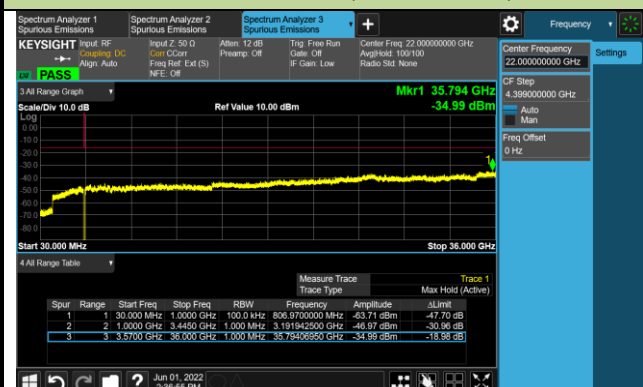 Spectrum Analyzer 1
Spurious Emissions
Spectrum Analyzer 2
Spurious Emissions
Spectrum Analyzer 3
Spurious Emissions
Frequency
KEYSIGHT
Input: RF
Coupling: DC
Align: Auto
Input Z: 50 Ω
Corr CCorr
Freq Ref: Ext (S)
NFE: Off
Atten: 12 dB
Preamp: Off
Trig: Free Run
Gate: Off
IF Gain: Low
Center Freq: 22.000000000 GHz
Avg|Hold: 100/100
Radio Std: None
PASS
Center Frequency
22.00000000 GHz
Settings
CF Step
4.399000000 GHz
Auto
Man
Freq Offset
0 Hz
3 All Range Graph
Mkr1 35.794 GHz
Scale/Div 10.0 dB
Ref Value 10.00 dBm
-34.99 dBm
Log
0.00
-10.0
-20.0
-30.0
-40.0
-50.0
-60.0
-70.0
-80.0
1
Start 30.000 MHz
Stop 36.000 GHz
4 All Range Table
Measure Trace
Trace 1
Trace Type
Max Hold (Active)
Spur Range Start Freq Stop Freq RBW Frequency Amplitude ΔLimit
1 1 30.000 MHz 1.0000 GHz 100.0 kHz 806.9700000 MHz -63.71 dBm -47.70 dB
2 2 1.0000 GHz 3.4450 GHz 1.000 MHz 3.191942500 GHz -46.97 dBm -30.96 dB
3 3 3.5700 GHz 36.000 GHz 1.000 MHz 35.79406950 GHz -34.99 dBm -18.98 dB
Jun 01, 2022